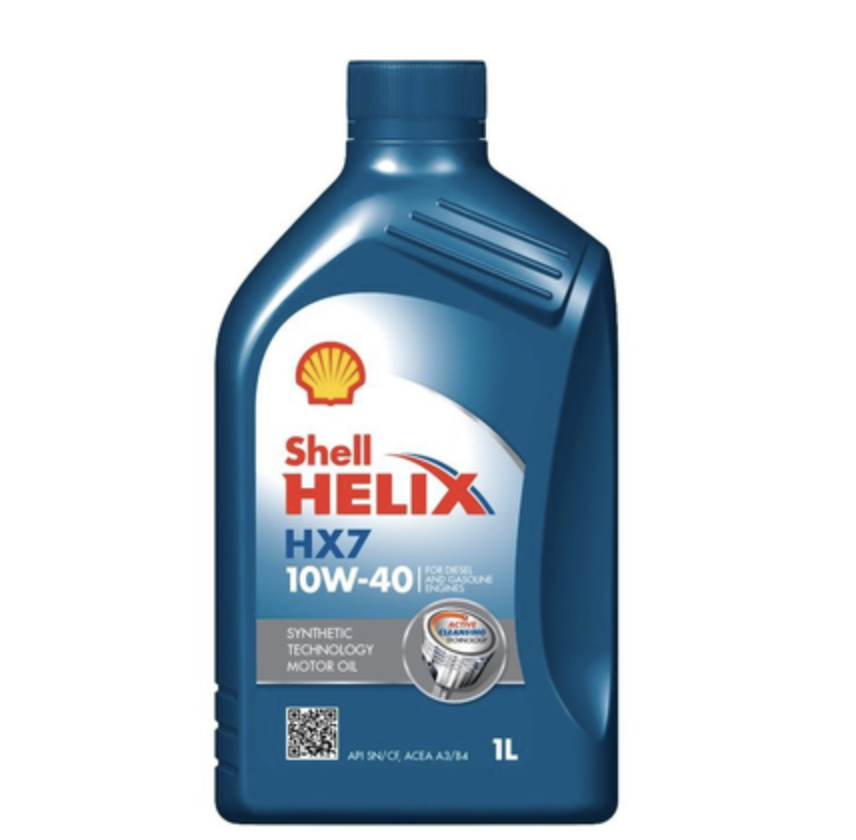 Shell
HELIX
HX7
10W-40
FOR DIESEL
AND GASOLINE
ENGINES
SYNTHETIC
TECHNOLOGY
MOTOR OIL
ACTIVE
CLEANSING
TECHNOLOGY
API SN/CF, ACEA A3/B4
1L